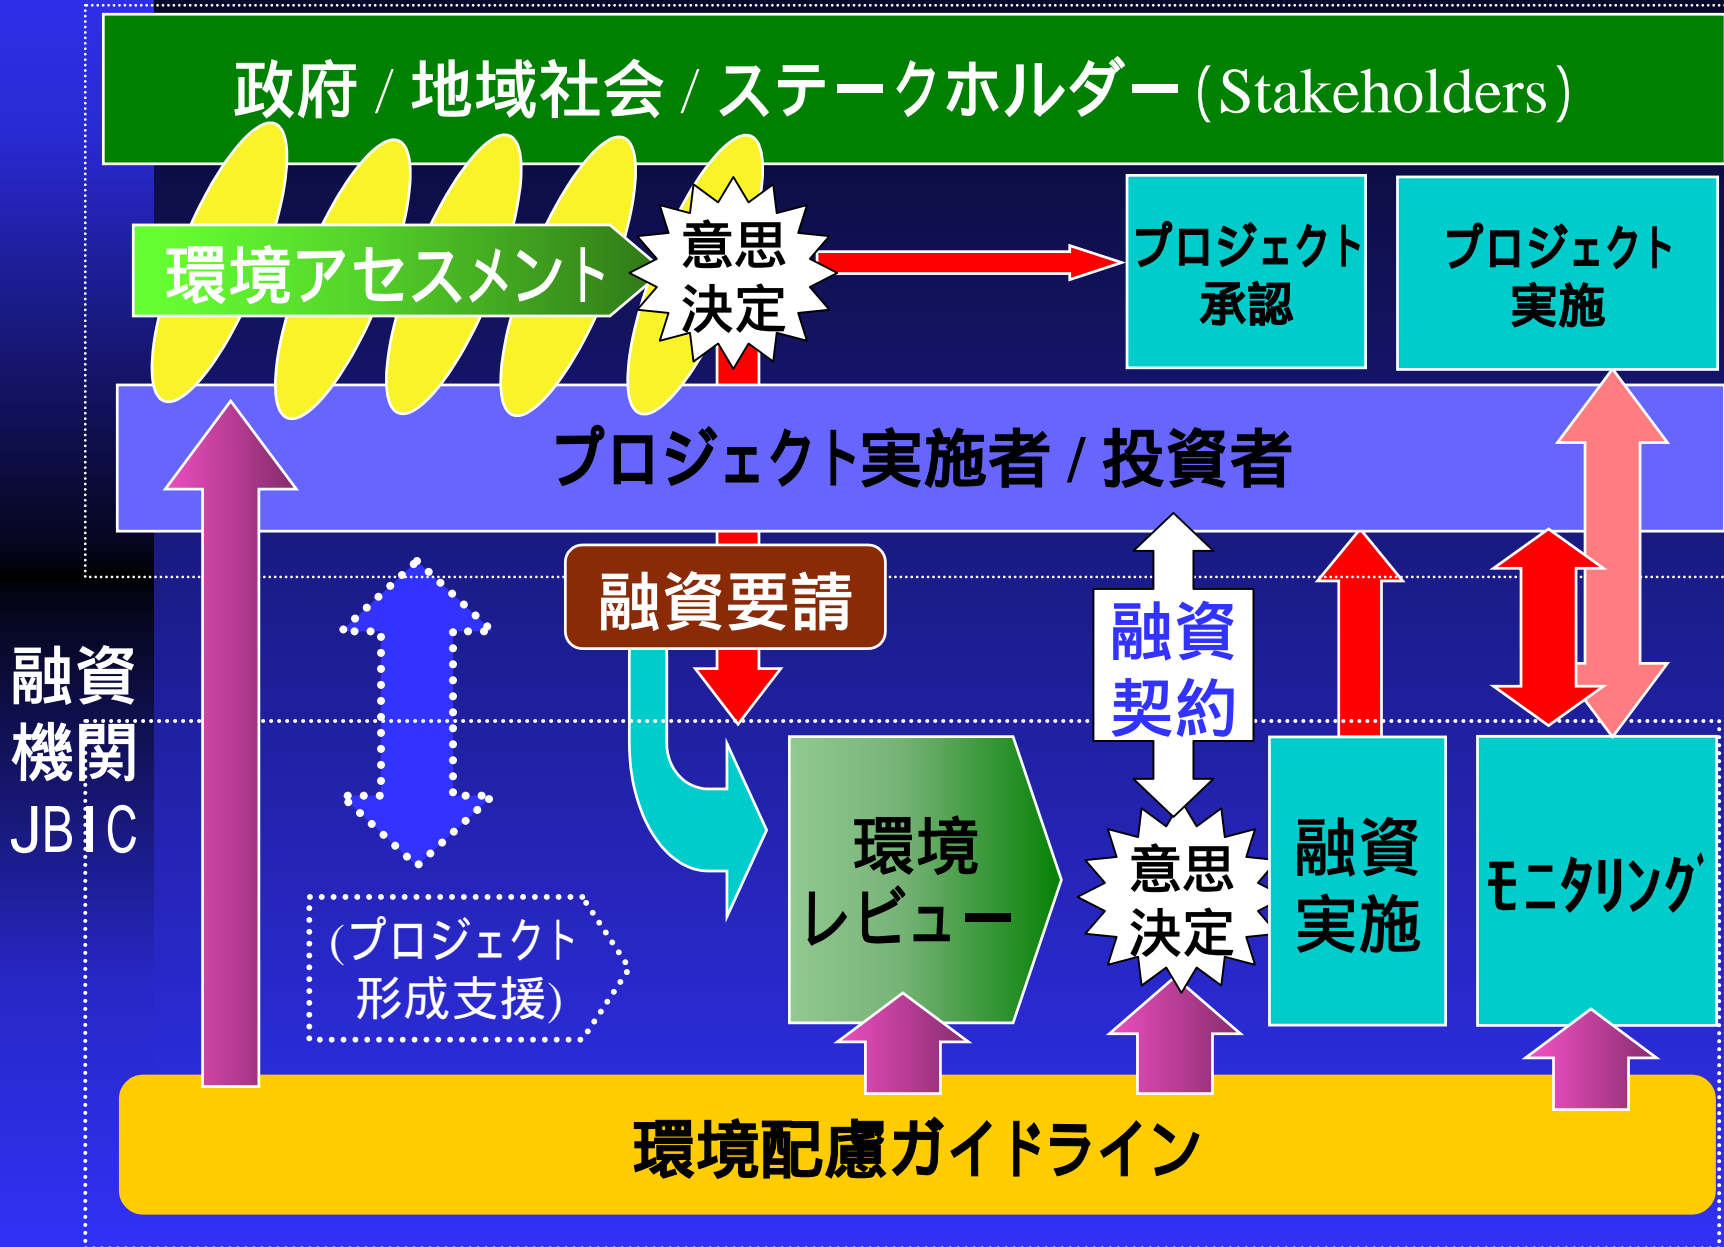 政府 / 地域社会 / ステークホルダー (Stakeholders)
環境アセスメント
意思
決定
プロジェクト
承認
プロジェクト
実施
プロジェクト実施者 / 投資者
融資要請
融資
契約
融資
機関
JBIC
(プロジェクト
形成支援)
環境
レビュー
意思
決定
融資
実施
モニタリング
環境配慮ガイドライン